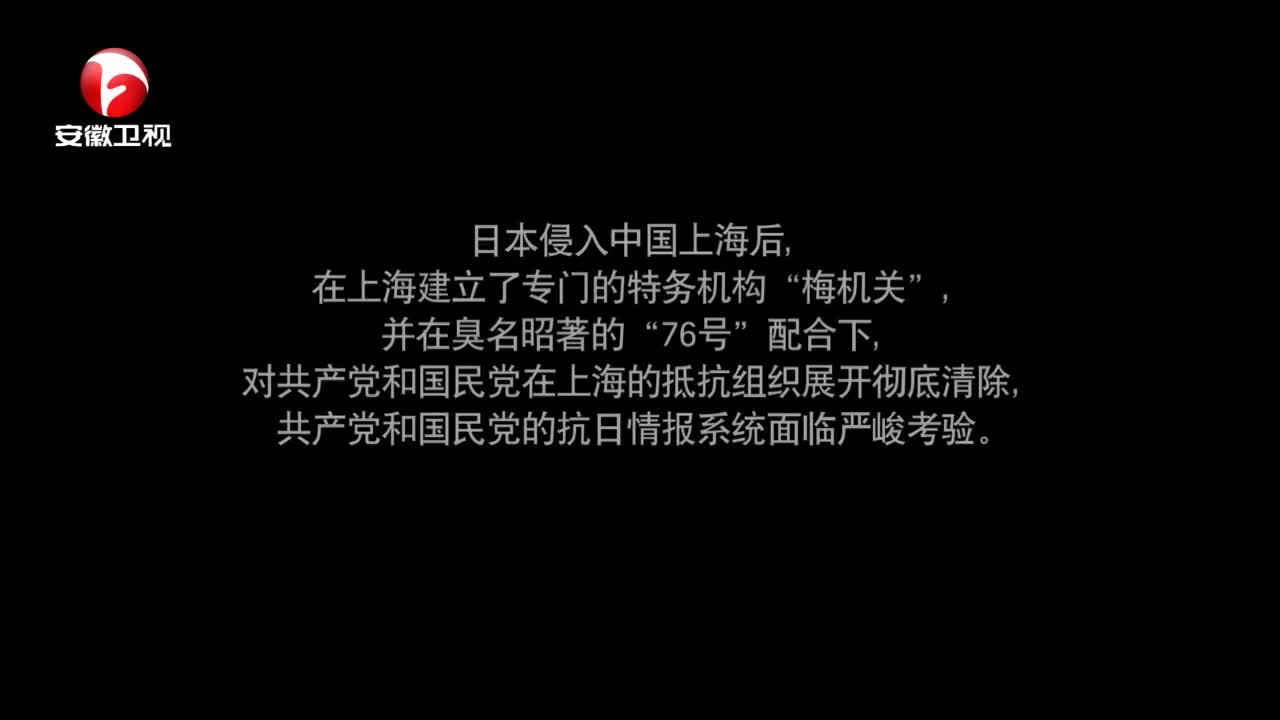 安徽卫视
日本侵入中国上海后,
在上海建立了专门的特务机构“梅机关”,
并在臭名昭著的“76号”配合下,
对共产党和国民党在上海的抵抗组织展开彻底清除,
共产党和国民党的抗日情报系统面临严峻考验。